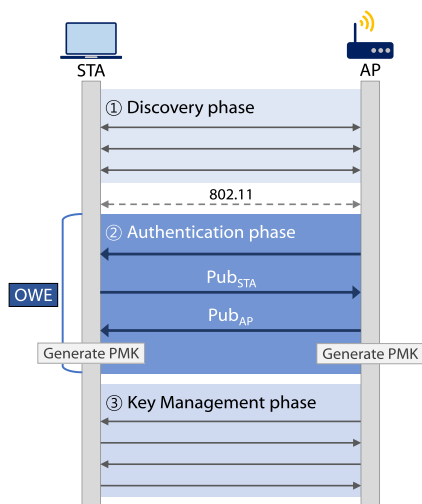 STA
AP
① Discovery phase
802.11
② Authentication phase
Pub_STA
OWE
Pub_AP
Generate PMK
Generate PMK
③ Key Management phase